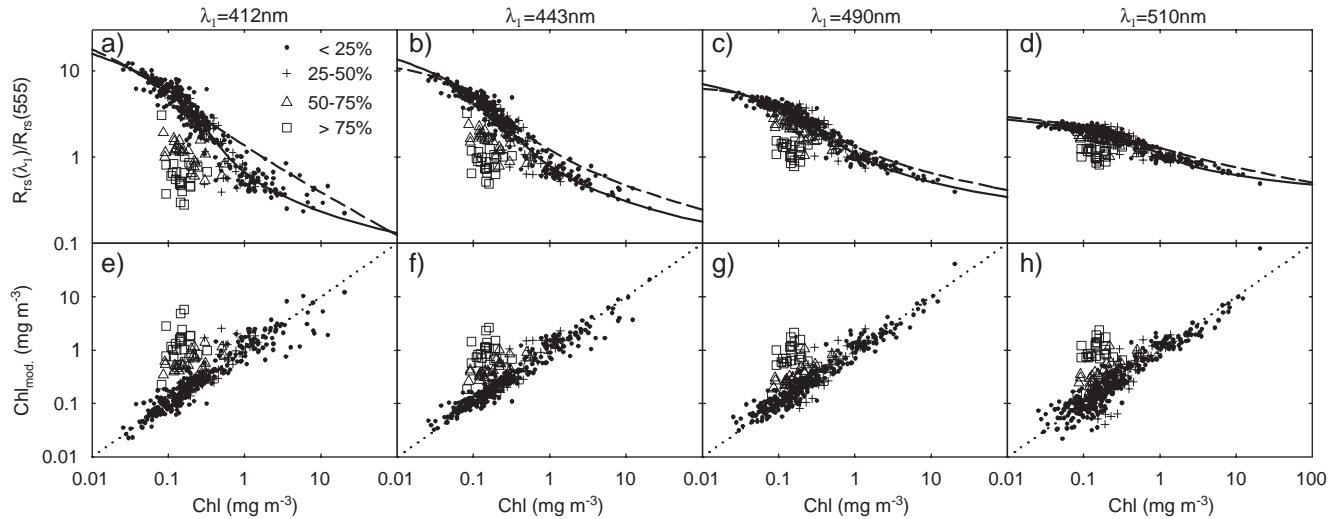 λ₁=412nm λ₁=443nm λ₁=490nm λ₁=510nm
a) b) c) d)
< 25%
25-50%
50-75%
> 75%
10
1
0.1
Rrs(λ₁)/Rrs(555)
e) f) g) h)
10
1
0.1
0.01
Chlmod. (mg m-3)
0.01 0.1 1 10 0.01 0.1 1 10 0.01 0.1 1 10 0.01 0.1 1 10 100
Chl (mg m-3) Chl (mg m-3) Chl (mg m-3) Chl (mg m-3)